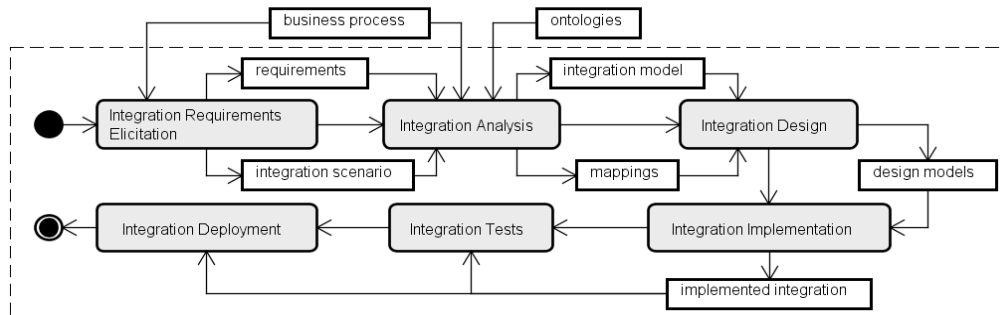 business process
ontologies
requirements
integration model
Integration Requirements
Elicitation
Integration Analysis
Integration Design
integration scenario
mappings
design models
Integration Deployment
Integration Tests
Integration Implementation
implemented integration